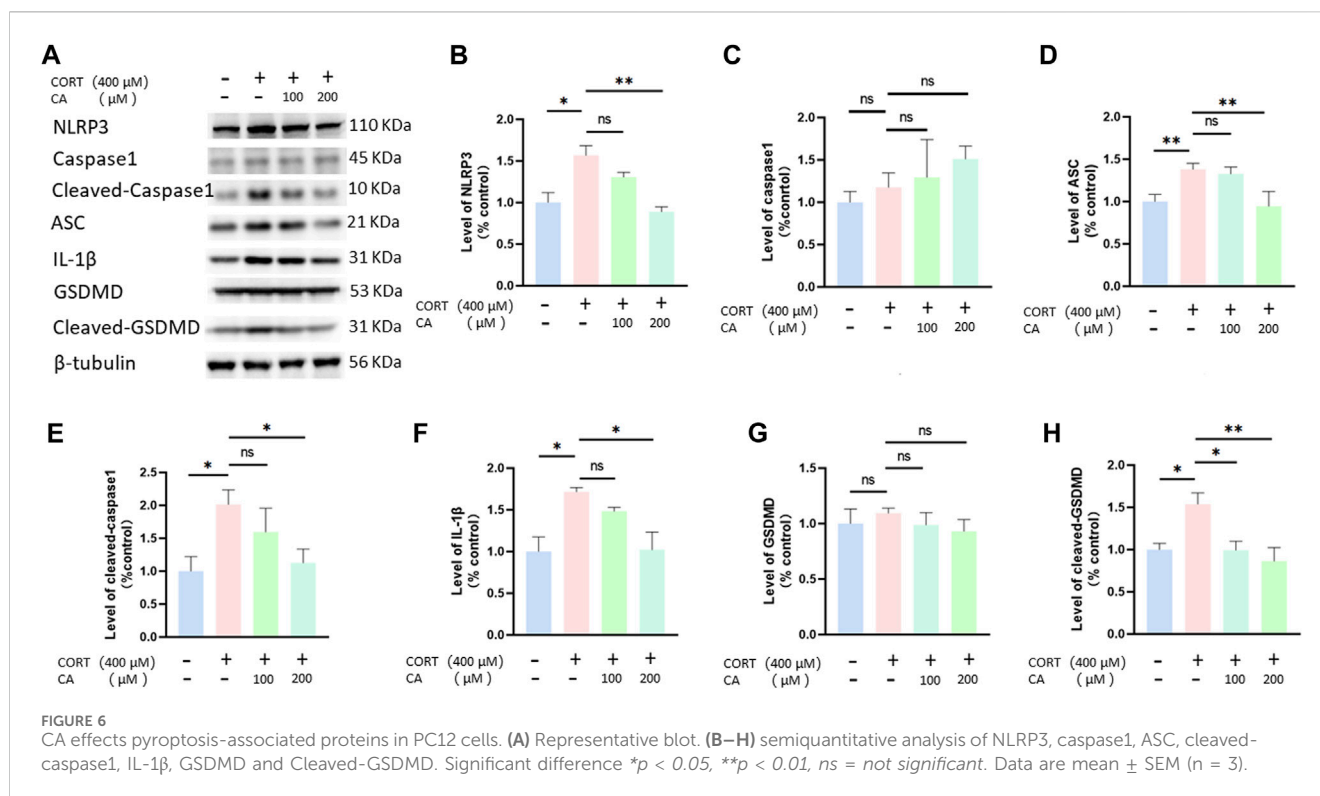 A
CORT (400 μM) - + + +
CA ( μM ) - - 100 200
NLRP3 110 KDa
Caspase1 45 KDa
Cleaved-Caspase1 10 KDa
ASC 21 KDa
IL-1β 31 KDa
GSDMD 53 KDa
Cleaved-GSDMD 31 KDa
β-tubulin 56 KDa
B
Level of NLRP3
(% control)
2.0
1.5
1.0
0.5
0.0
* ns **
CORT (400 μM) - + + +
CA ( μM ) - - 100 200
C
Level of caspase1
(%control)
2.0
1.5
1.0
0.5
0.0
ns ns ns
CORT (400 μM) - + + +
CA ( μM ) - - 100 200
D
Level of ASC
(% control)
2.0
1.5
1.0
0.5
0.0
** ns **
CORT (400 μM) - + + +
CA ( μM ) - - 100 200
E
Level of cleaved-caspase1
(%control)
2.5
2.0
1.5
1.0
0.5
0.0
* ns *
CORT (400 μM) - + + +
CA ( μM ) - - 100 200
F
Level of IL-1β
(% control)
2.0
1.5
1.0
0.5
0.0
* ns *
CORT (400 μM) - + + +
CA ( μM ) - - 100 200
G
Level of GSDMD
(% control)
1.5
1.0
0.5
0.0
ns ns ns
CORT (400 μM) - + + +
CA ( μM ) - - 100 200
H
Level of cleaved-GSDMD
(% control)
2.0
1.5
1.0
0.5
0.0
* * **
CORT (400 μM) - + + +
CA ( μM ) - - 100 200
FIGURE 6
CA effects pyroptosis-associated proteins in PC12 cells. (A) Representative blot. (B–H) semiquantitative analysis of NLRP3, caspase1, ASC, cleaved-
caspase1, IL-1β, GSDMD and Cleaved-GSDMD. Significant difference *p < 0.05, **p < 0.01, ns = not significant. Data are mean ± SEM (n = 3).